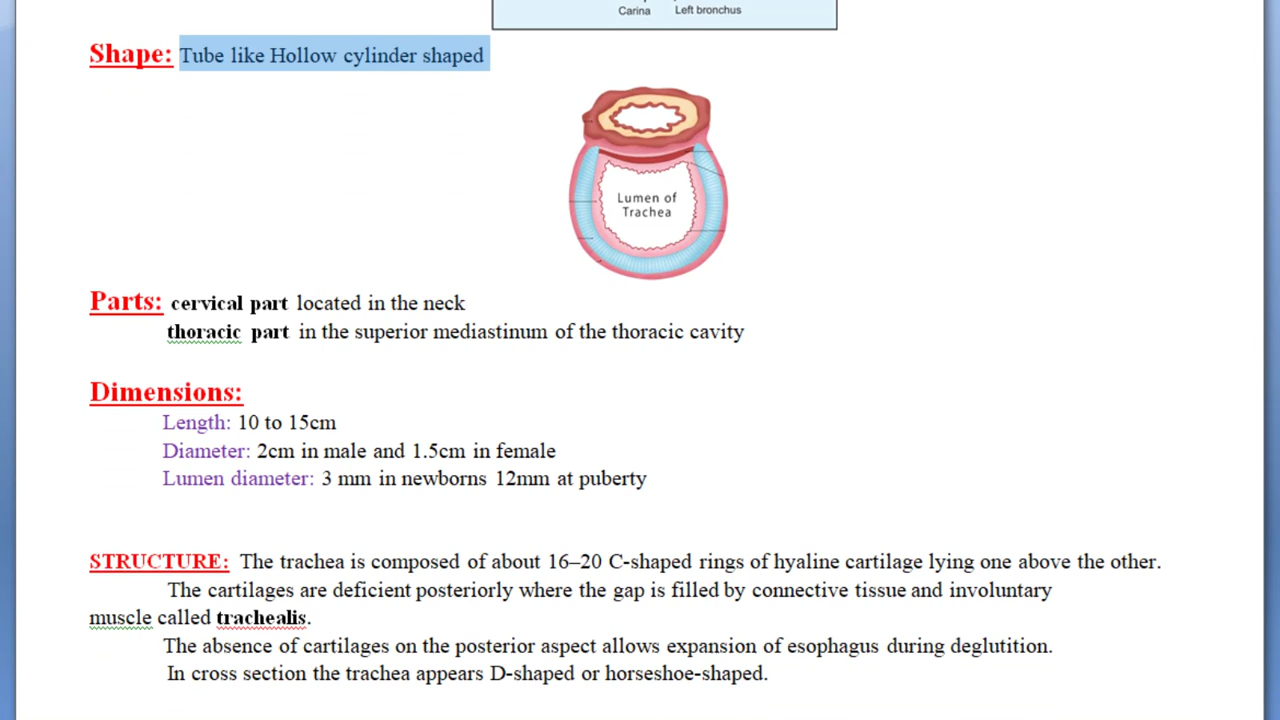 Carina Left bronchus
Shape: Tube like Hollow cylinder shaped
Lumen of
Trachea
Parts: cervical part located in the neck
thoracic part in the superior mediastinum of the thoracic cavity
Dimensions:
Length: 10 to 15cm
Diameter: 2cm in male and 1.5cm in female
Lumen diameter: 3 mm in newborns 12mm at puberty
STRUCTURE: The trachea is composed of about 16–20 C-shaped rings of hyaline cartilage lying one above the other.
The cartilages are deficient posteriorly where the gap is filled by connective tissue and involuntary
muscle called trachealis.
The absence of cartilages on the posterior aspect allows expansion of esophagus during deglutition.
In cross section the trachea appears D-shaped or horseshoe-shaped.